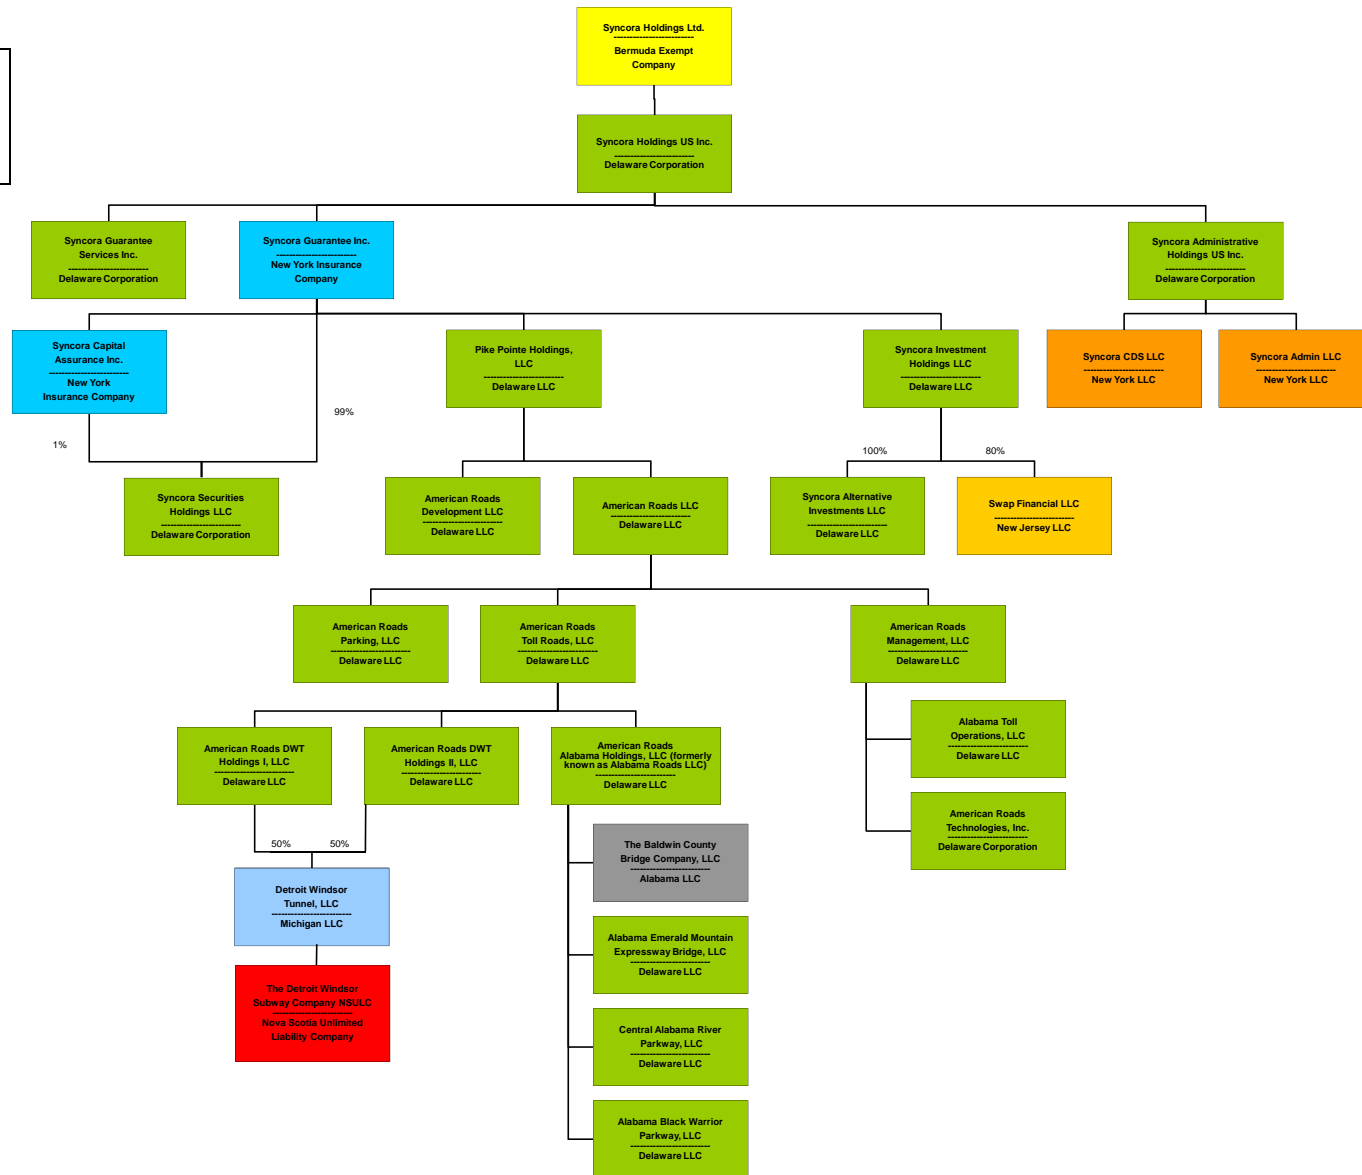 Syncora Holdings Ltd.
-------------------------
Bermuda Exempt
Company
Syncora Holdings US Inc.
-------------------------
Delaware Corporation
Syncora Guarantee
Services Inc.
-------------------------
Delaware Corporation
Syncora Guarantee Inc.
-------------------------
New York Insurance
Company
Syncora Administrative
Holdings US Inc.
-------------------------
Delaware Corporation
Syncora Capital
Assurance Inc.
-------------------------
New York
Insurance Company
Pike Pointe Holdings,
LLC
-------------------------
Delaware LLC
Syncora Investment
Holdings LLC
-------------------------
Delaware LLC
Syncora CDS LLC
-------------------------
New York LLC
Syncora Admin LLC
-------------------------
New York LLC
99%
1%
100%
80%
Syncora Securities
Holdings LLC
-------------------------
Delaware Corporation
American Roads
Development LLC
-------------------------
Delaware LLC
American Roads LLC
-------------------------
Delaware LLC
Syncora Alternative
Investments LLC
-------------------------
Delaware LLC
Swap Financial LLC
-------------------------
New Jersey LLC
American Roads
Parking, LLC
-------------------------
Delaware LLC
American Roads
Toll Roads, LLC
-------------------------
Delaware LLC
American Roads
Management, LLC
-------------------------
Delaware LLC
American Roads DWT
Holdings I, LLC
-------------------------
Delaware LLC
American Roads DWT
Holdings II, LLC
-------------------------
Delaware LLC
American Roads
Alabama Holdings, LLC (formerly
known as Alabama Roads LLC)
-------------------------
Delaware LLC
Alabama Toll
Operations, LLC
-------------------------
Delaware LLC
American Roads
Technologies, Inc.
-------------------------
Delaware Corporation
50%
50%
The Baldwin County
Bridge Company, LLC
-------------------------
Alabama LLC
Detroit Windsor
Tunnel, LLC
-------------------------
Michigan LLC
Alabama Emerald Mountain
Expressway Bridge, LLC
-------------------------
Delaware LLC
The Detroit Windsor
Subway Company NSULC
-------------------------
Nova Scotia Unlimited
Liability Company
Central Alabama River
Parkway, LLC
-------------------------
Delaware LLC
Alabama Black Warrior
Parkway, LLC
-------------------------
Delaware LLC